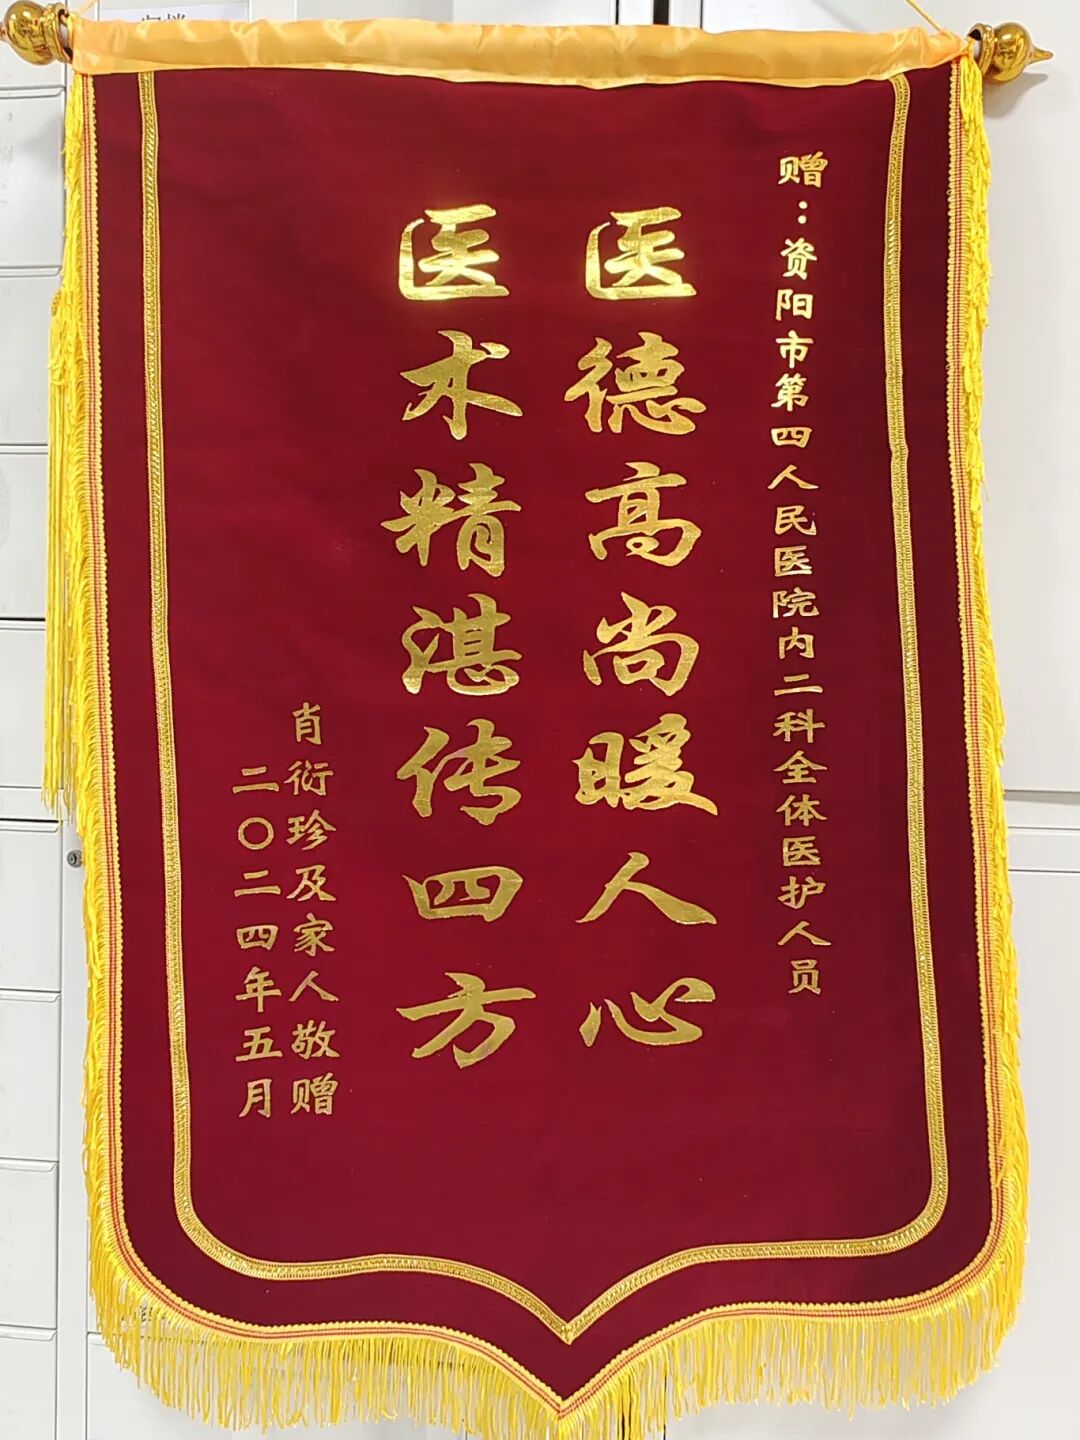 赠：资阳市第四人民医院内二科全体医护人员
医德高尚暖人心
医术精湛传四方
肖衍珍及家人敬赠
二〇二四年五月